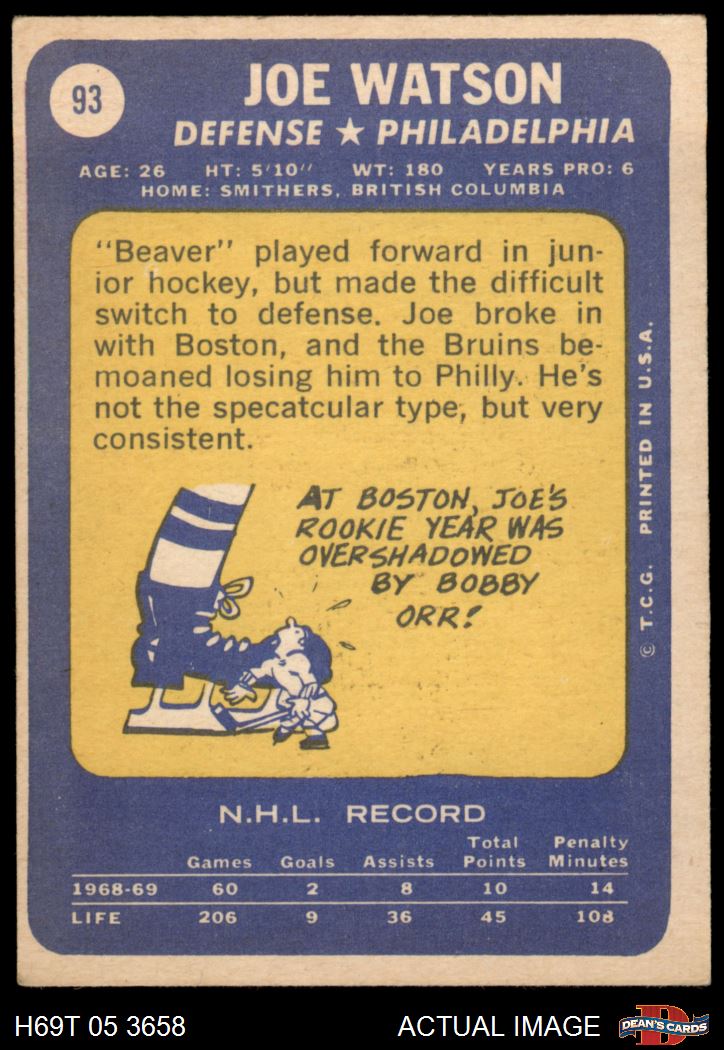 93
JOE WATSON
DEFENSE ★ PHILADELPHIA
AGE: 26 HT: 5'10" WT: 180 YEARS PRO: 6
HOME: SMITHERS, BRITISH COLUMBIA
"Beaver" played forward in jun-
ior hockey, but made the difficult
switch to defense. Joe broke in
with Boston, and the Bruins be-
moaned losing him to Philly. He's
not the specatcular type, but very
consistent.
AT BOSTON, JOE'S
ROOKIE YEAR WAS
OVERSHADOWED
BY BOBBY
ORR!
© T.C.G. PRINTED IN U.S.A.
N.H.L. RECORD
Games Goals Assists Total Points Penalty Minutes
1968-69 60 2 8 10 14
LIFE 206 9 36 45 108
H69T 05 3658 ACTUAL IMAGE
D
DEAN'S CARDS